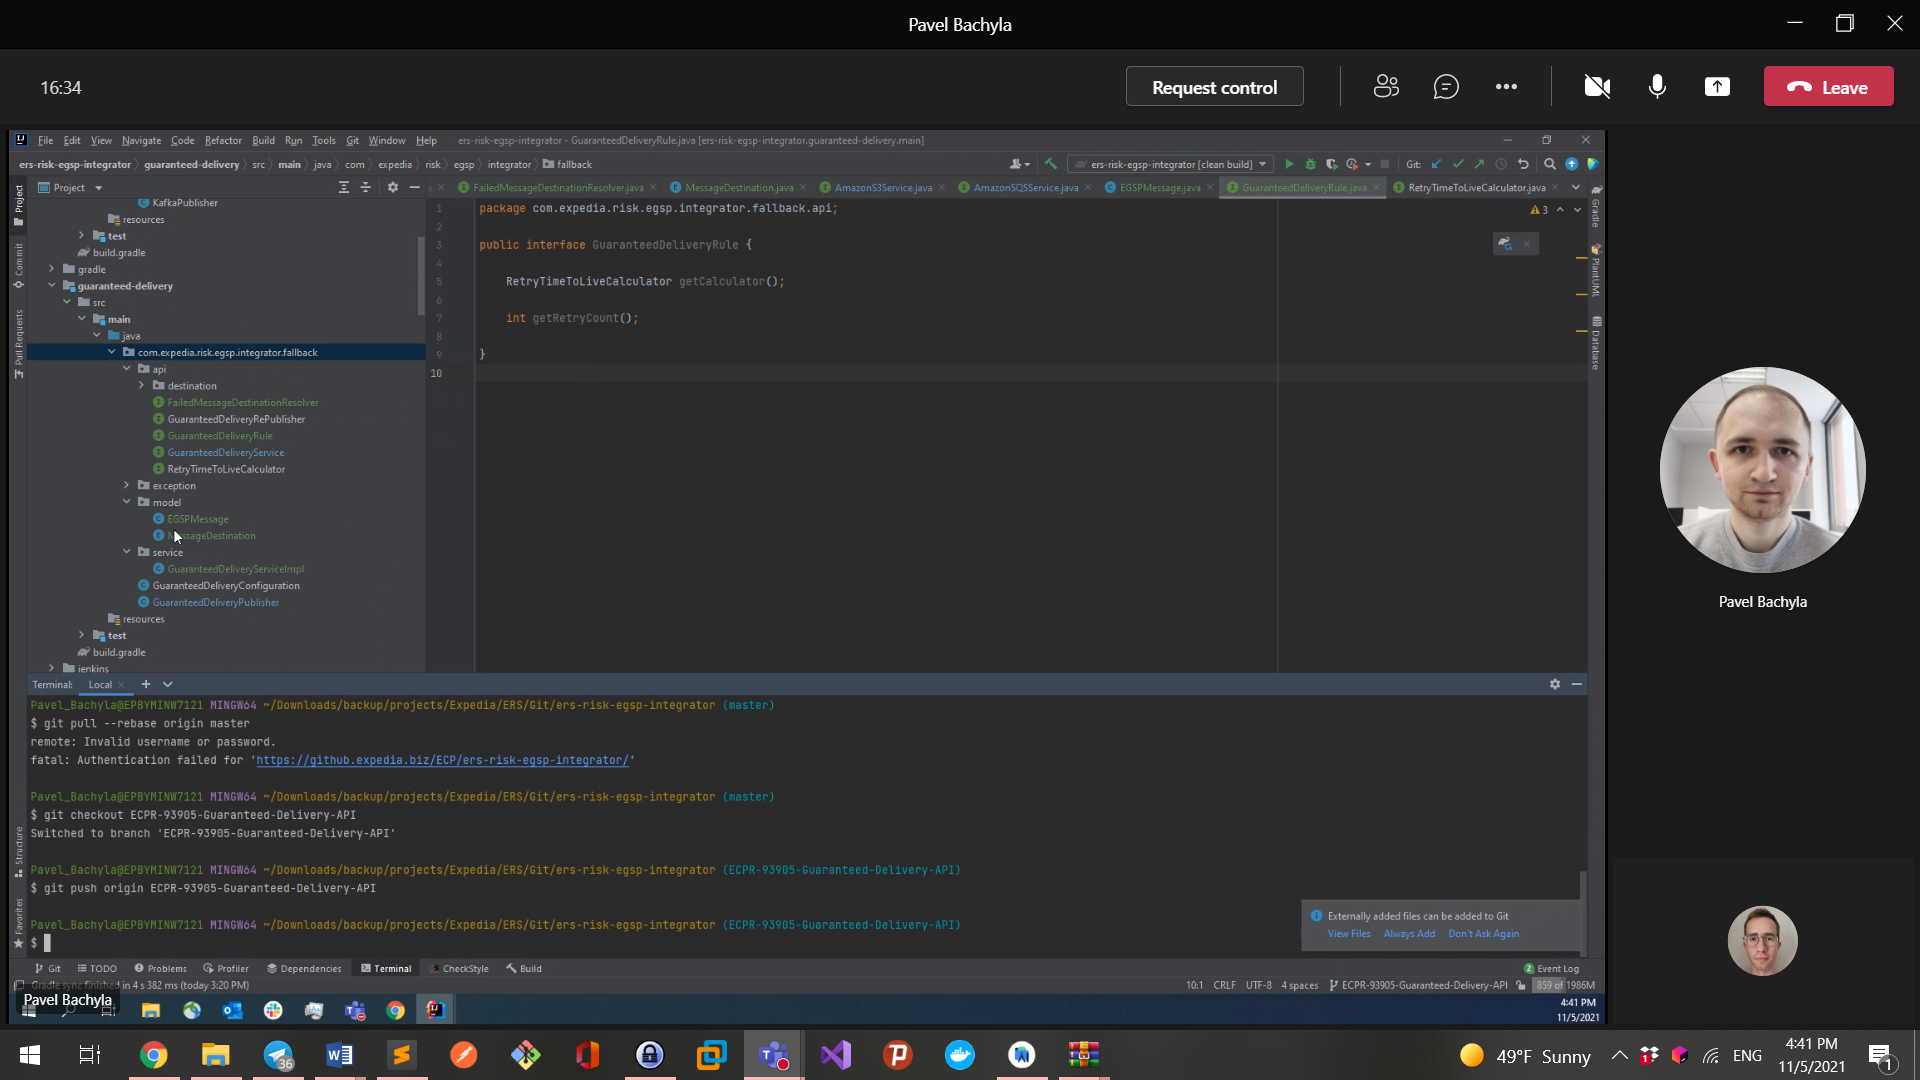 Pavel Bachyla
16:34
Request control
Leave
File Edit View Navigate Code Refactor Build Run Tools Git Window Help ers-risk-egsp-integrator - GuaranteedDeliveryRule.java [ers-risk-egsp-integrator.guaranteed-delivery.main]
ers-risk-egsp-integrator guaranteed-delivery src main java com expedia risk egsp integrator fallback
ers-risk-egsp-integrator [clean build]
Git:
Project
FailedMessageDestinationResolver.java MessageDestination.java AmazonS3Service.java AmazonSQSService.java EGSPMessage.java GuaranteedDeliveryRule.java RetryTimeToLiveCalculator.java
Project
Commit
Pull Requests
Structure
Favorites
KafkaPublisher
resources
test
build.gradle
gradle
guaranteed-delivery
src
main
java
com.expedia.risk.egsp.integrator.fallback
api
destination
FailedMessageDestinationResolver
GuaranteedDeliveryRePublisher
GuaranteedDeliveryRule
GuaranteedDeliveryService
RetryTimeToLiveCalculator
exception
model
EGSPMessage
MessageDestination
service
GuaranteedDeliveryServiceImpl
GuaranteedDeliveryConfiguration
GuaranteedDeliveryPublisher
resources
test
build.gradle
jenkins
1 package com.expedia.risk.egsp.integrator.fallback.api;
2
3 public interface GuaranteedDeliveryRule {
4
5 RetryTimeToLiveCalculator getCalculator();
6
7 int getRetryCount();
8
9 }
10
3
Gradle
PlantUML
Database
Terminal: Local
Pavel_Bachyla@EPBYMINW7121 MINGW64 ~/Downloads/backup/projects/Expedia/ERS/Git/ers-risk-egsp-integrator (master)
$ git pull --rebase origin master
remote: Invalid username or password.
fatal: Authentication failed for 'https://github.expedia.biz/ECP/ers-risk-egsp-integrator/'
Pavel_Bachyla@EPBYMINW7121 MINGW64 ~/Downloads/backup/projects/Expedia/ERS/Git/ers-risk-egsp-integrator (master)
$ git checkout ECPR-93905-Guaranteed-Delivery-API
Switched to branch 'ECPR-93905-Guaranteed-Delivery-API'
Pavel_Bachyla@EPBYMINW7121 MINGW64 ~/Downloads/backup/projects/Expedia/ERS/Git/ers-risk-egsp-integrator (ECPR-93905-Guaranteed-Delivery-API)
$ git push origin ECPR-93905-Guaranteed-Delivery-API
Pavel_Bachyla@EPBYMINW7121 MINGW64 ~/Downloads/backup/projects/Expedia/ERS/Git/ers-risk-egsp-integrator (ECPR-93905-Guaranteed-Delivery-API)
$
Externally added files can be added to Git
View Files Always Add Don't Ask Again
Git TODO Problems Profiler Dependencies Terminal CheckStyle Build
2 Event Log
Gradle sync finished in 4 s 382 ms (today 3:20 PM)
10:1 CRLF UTF-8 4 spaces ECPR-93905-Guaranteed-Delivery-API 859 of 1986M
Pavel Bachyla
4:41 PM
11/5/2021
Pavel Bachyla
36
49°F Sunny
1
ENG
4:41 PM
11/5/2021
1